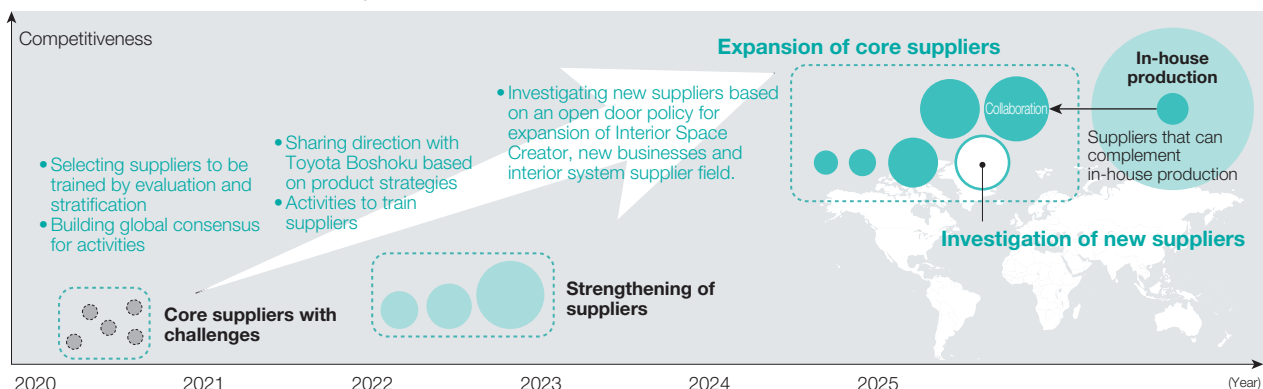 Competitiveness
• Selecting suppliers to be
trained by evaluation and
stratification
• Building global consensus
for activities
• Sharing direction with
Toyota Boshoku based
on product strategies
• Activities to train
suppliers
• Investigating new suppliers based
on an open door policy for
expansion of Interior Space
Creator, new businesses and
interior system supplier field.
Expansion of core suppliers
Collaboration
In-house
production
Suppliers that can
complement
in-house production
Investigation of new suppliers
Core suppliers with
challenges
Strengthening of
suppliers
2020
2021
2022
2023
2024
2025
(Year)